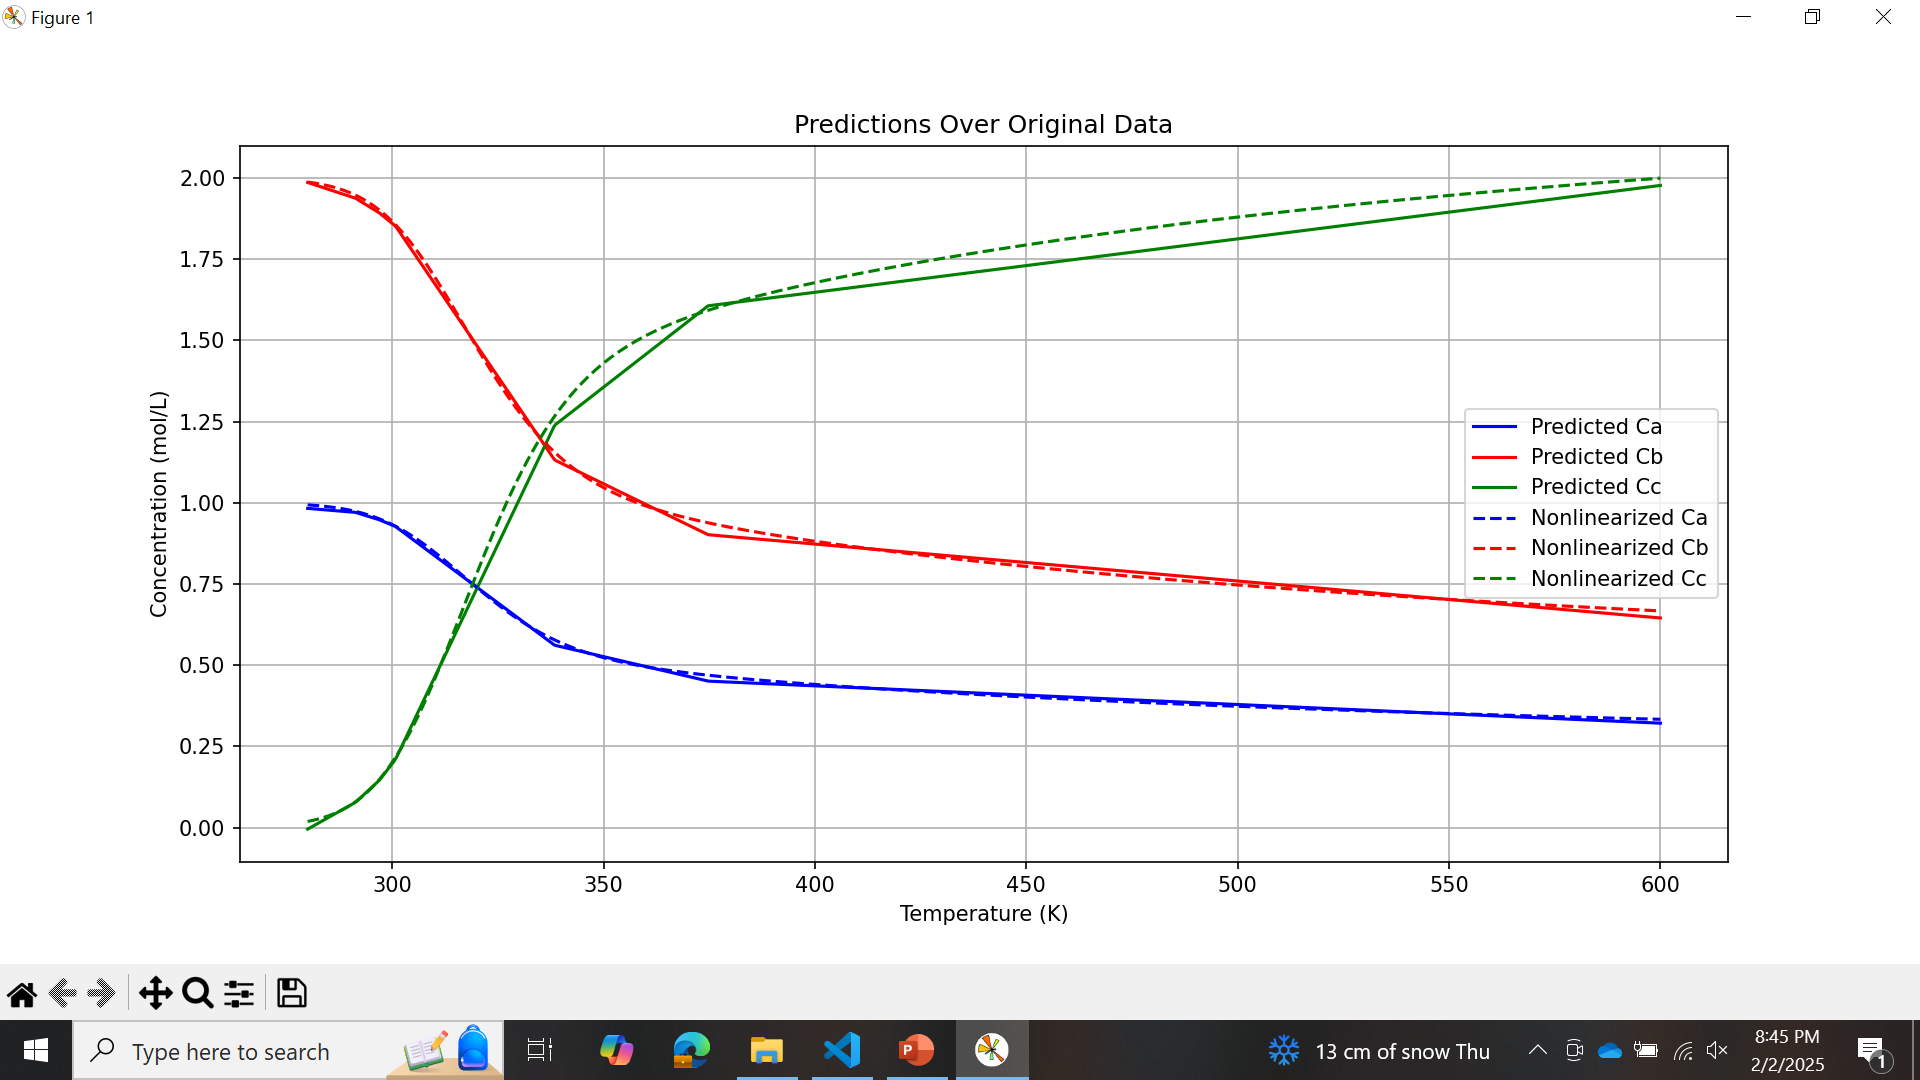 Figure 1
Predictions Over Original Data
Concentration (mol/L)
2.00
1.75
1.50
1.25
1.00
0.75
0.50
0.25
0.00
Predicted Ca
Predicted Cb
Predicted Cc
Nonlinearized Ca
Nonlinearized Cb
Nonlinearized Cc
300 350 400 450 500 550 600
Temperature (K)
Type here to search
P
13 cm of snow Thu
8:45 PM
2/2/2025
1